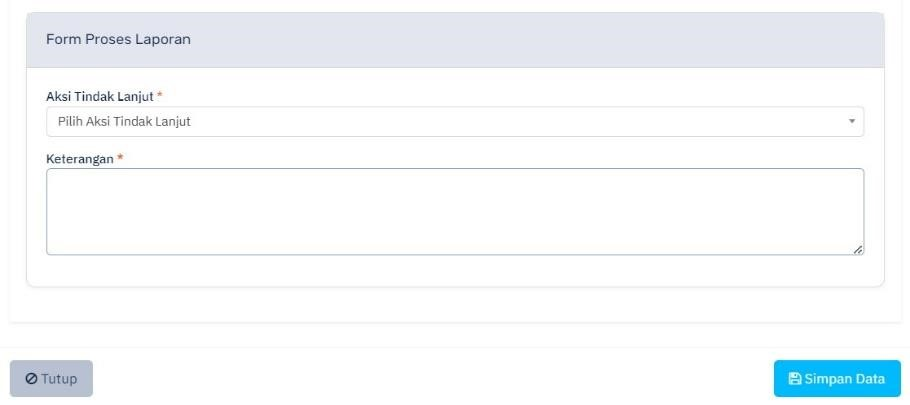 Form Proses Laporan
Aksi Tindak Lanjut *
Pilih Aksi Tindak Lanjut
Keterangan *
Tutup
Simpan Data